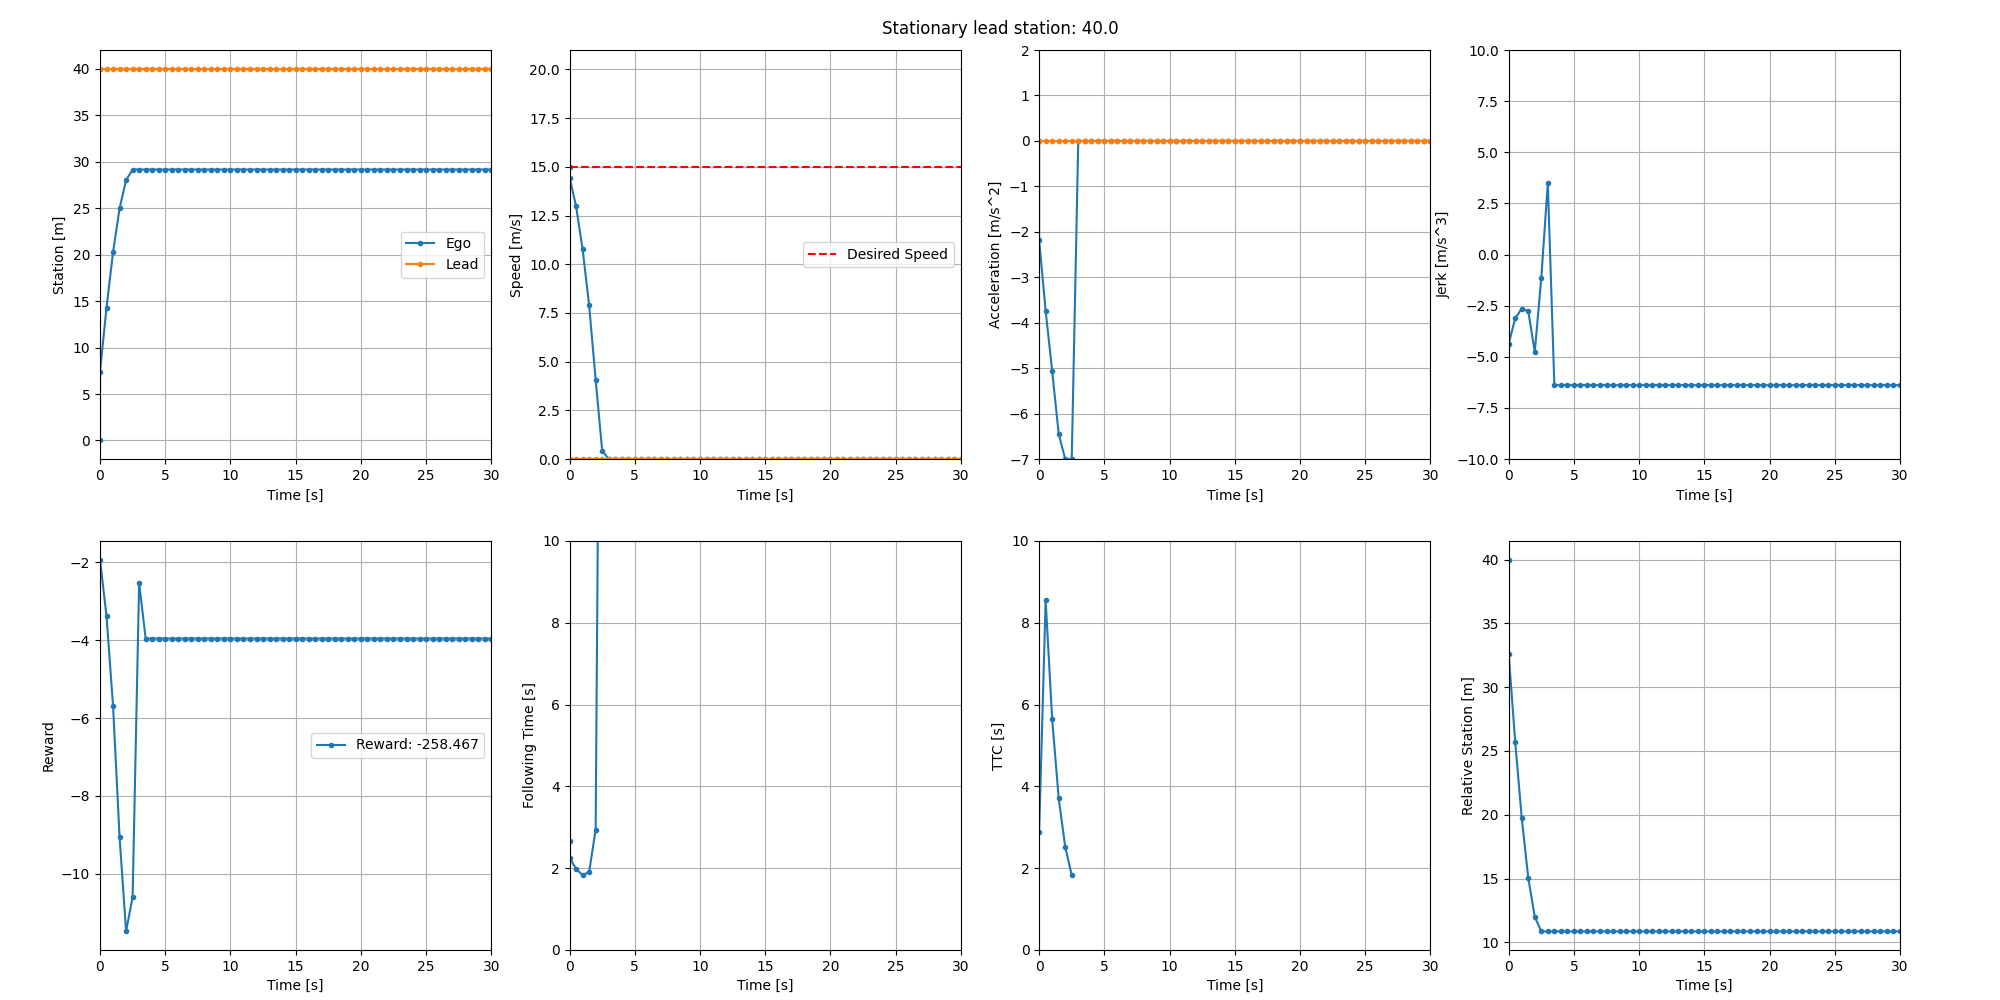 Stationary lead station: 40.0
40
35
30
25
20
15
10
5
0
Station [m]
Ego
Lead
0 5 10 15 20 25 30
Time [s]
20.0
17.5
15.0
12.5
10.0
7.5
5.0
2.5
0.0
Speed [m/s]
Desired Speed
0 5 10 15 20 25 30
Time [s]
2
1
0
−1
−2
−3
−4
−5
−6
−7
Acceleration [m/s^2]
0 5 10 15 20 25 30
Time [s]
10.0
7.5
5.0
2.5
0.0
−2.5
−5.0
−7.5
−10.0
Jerk [m/s^3]
0 5 10 15 20 25 30
Time [s]
−2
−4
−6
−8
−10
Reward
Reward: -258.467
0 5 10 15 20 25 30
Time [s]
10
8
6
4
2
0
Following Time [s]
0 5 10 15 20 25 30
Time [s]
10
8
6
4
2
0
TTC [s]
0 5 10 15 20 25 30
Time [s]
40
35
30
25
20
15
10
Relative Station [m]
0 5 10 15 20 25 30
Time [s]